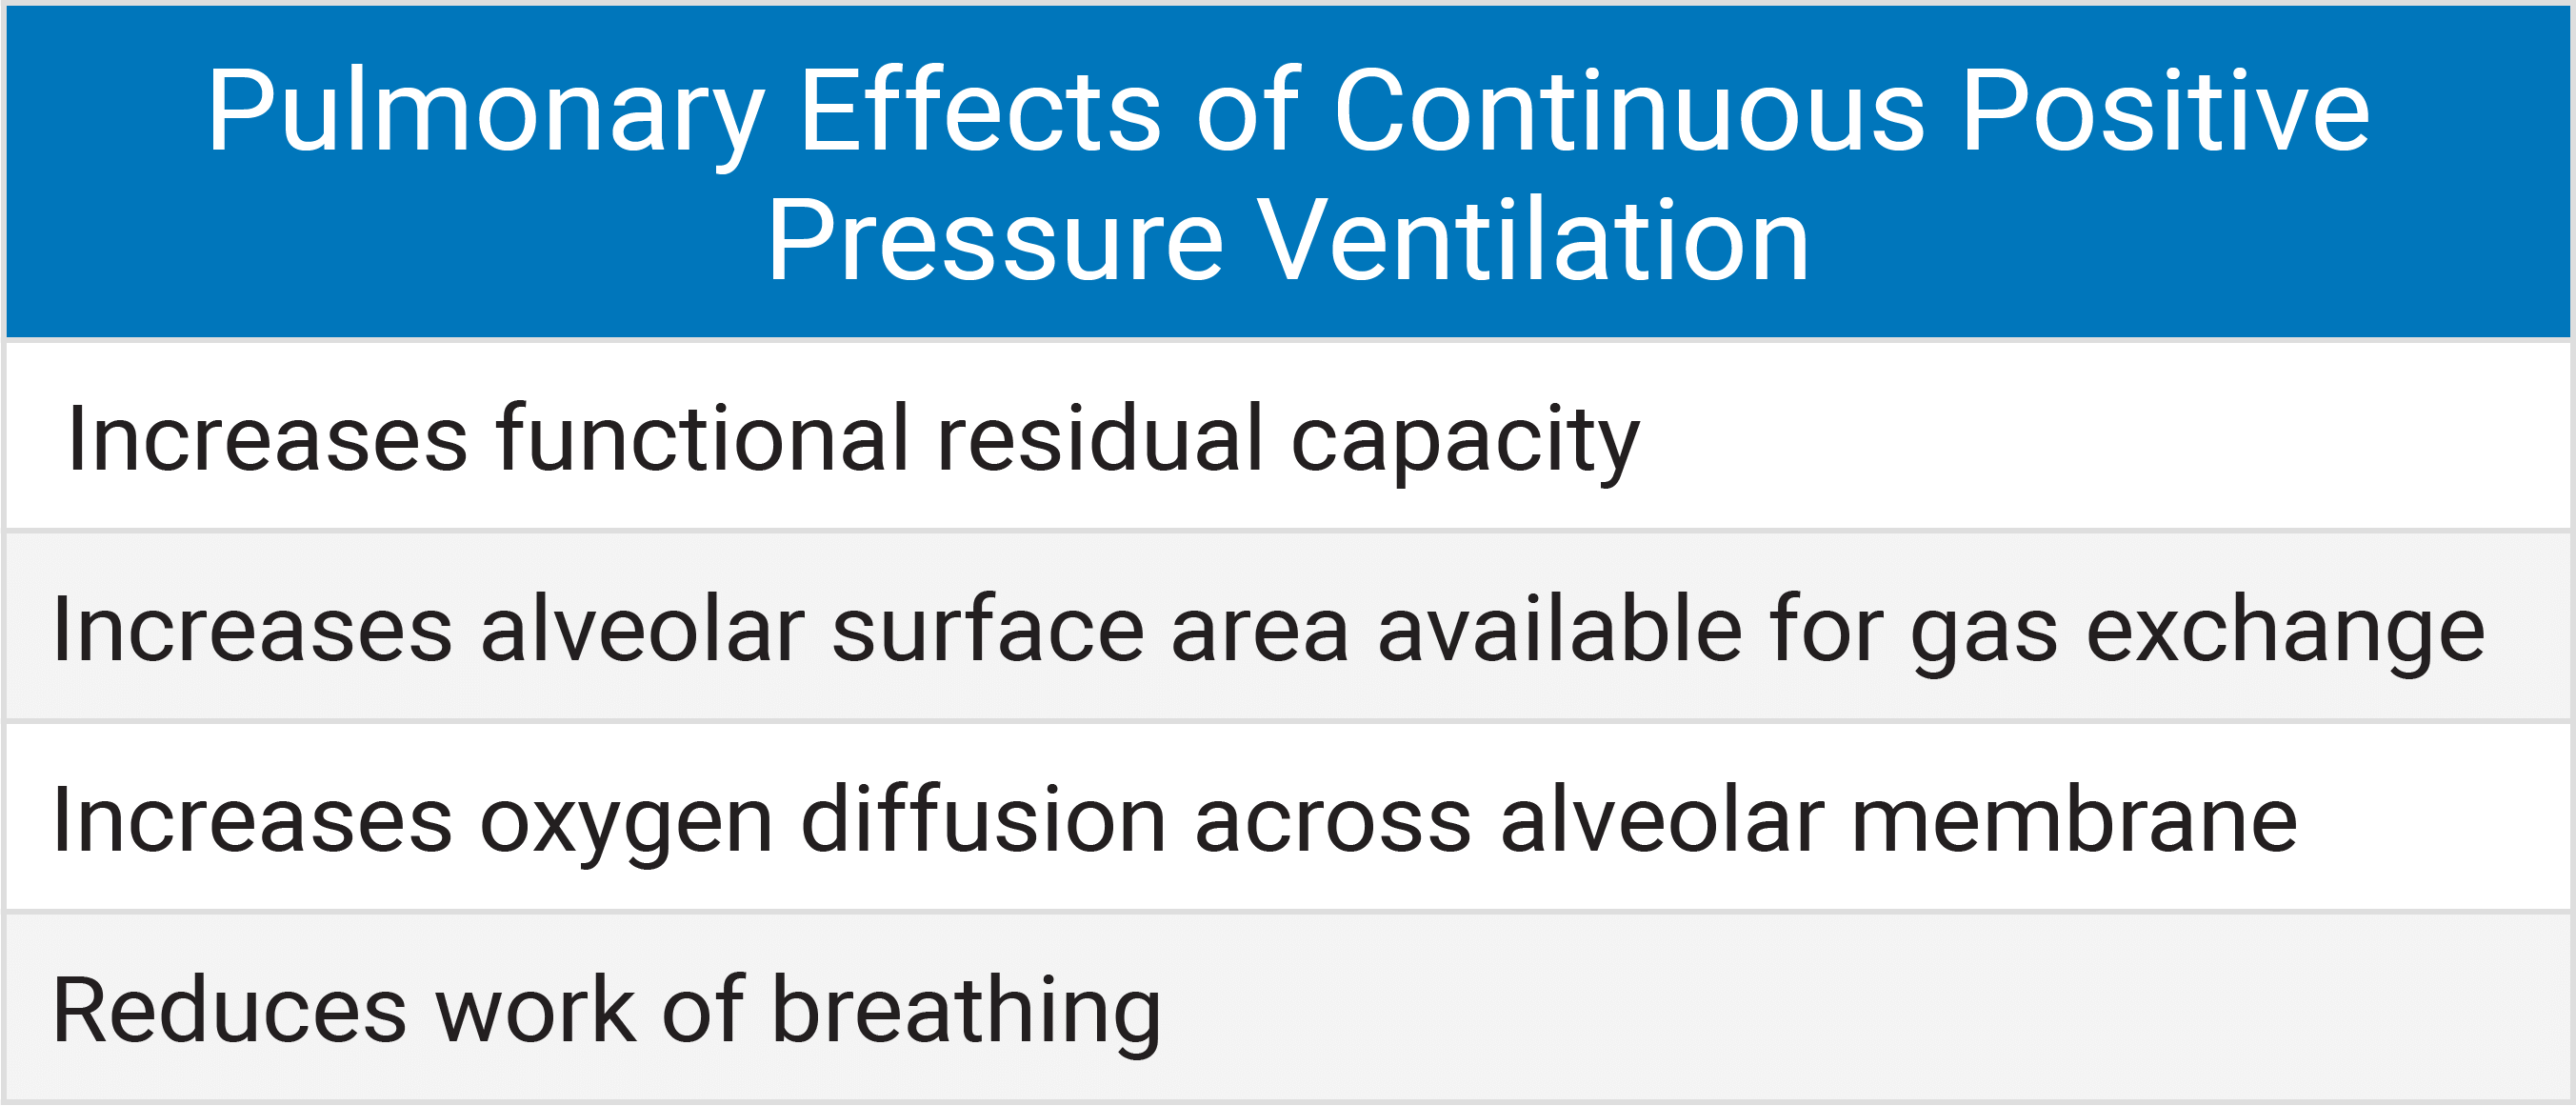 Pulmonary Effects of Continuous Positive
Pressure Ventilation
Increases functional residual capacity
Increases alveolar surface area available for gas exchange
Increases oxygen diffusion across alveolar membrane
Reduces work of breathing